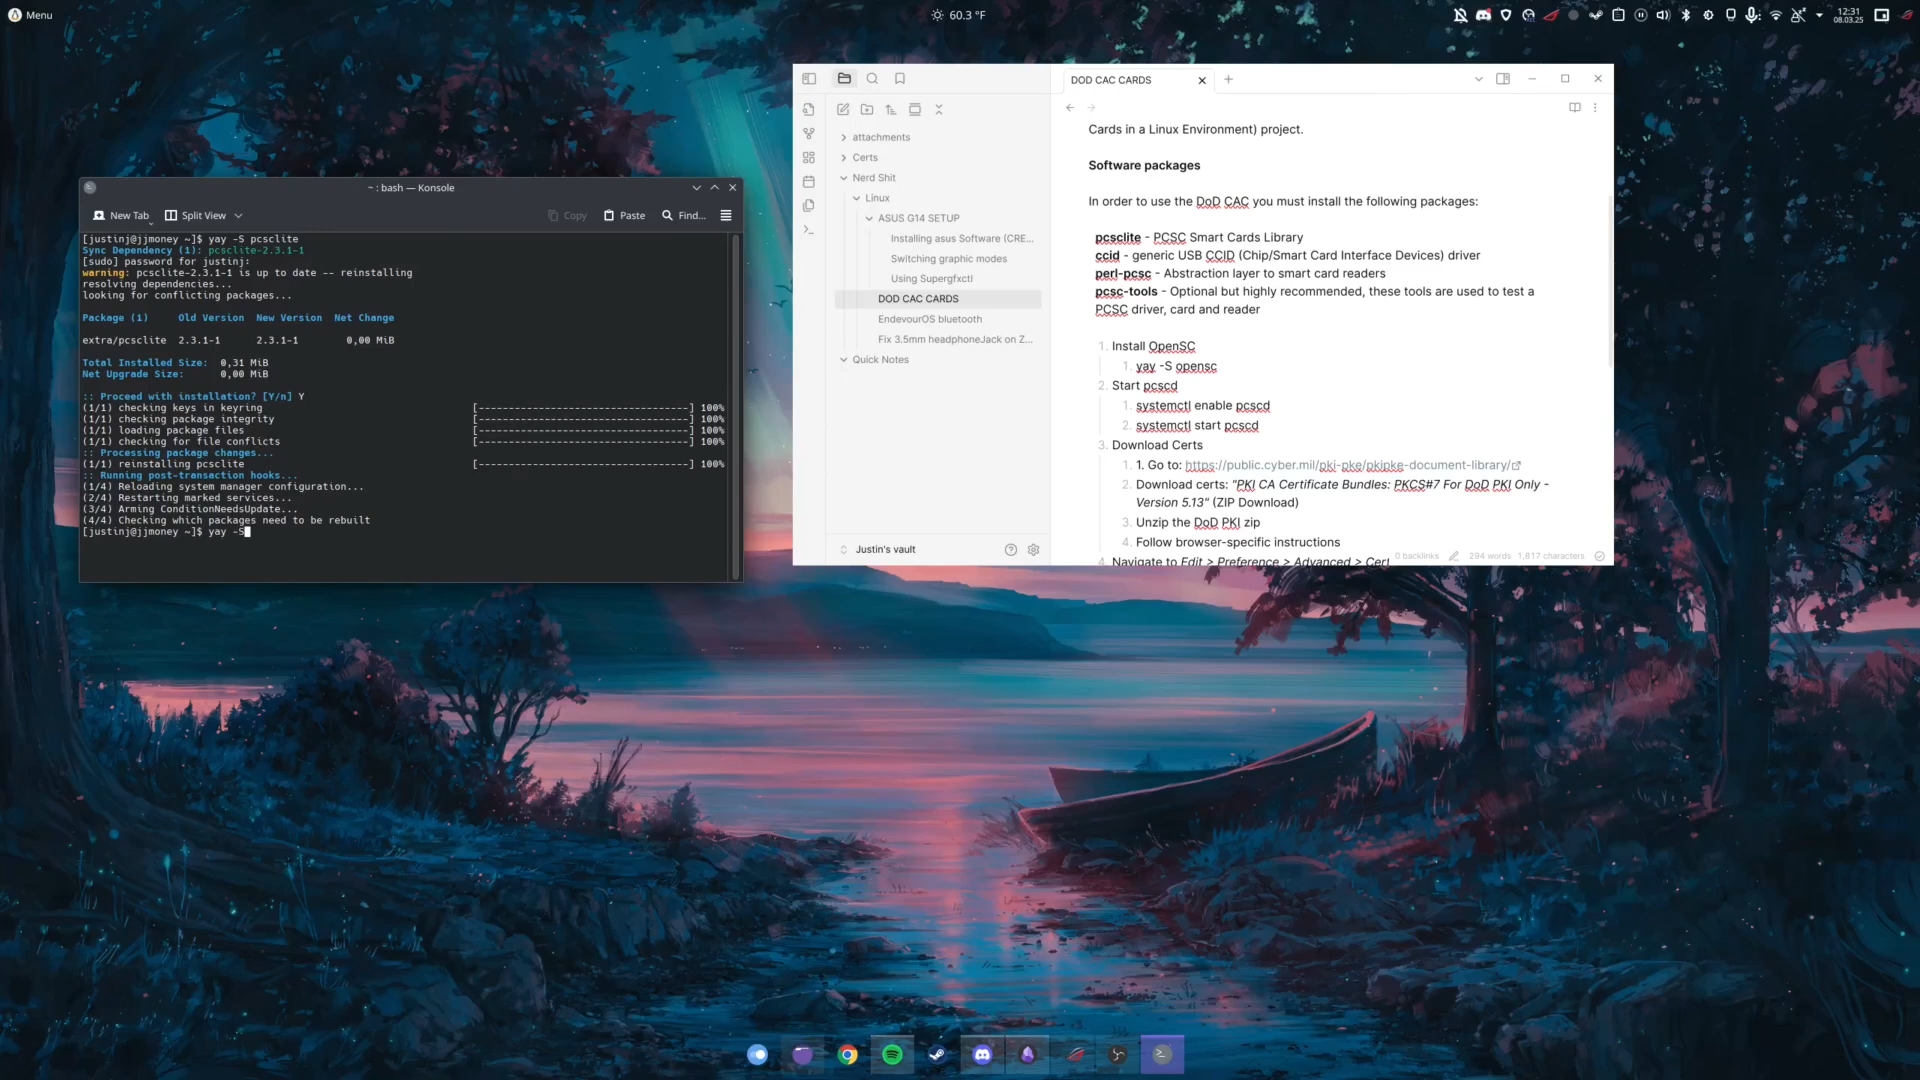 Menu
60.3 °F
12:31
08.03.25
~ : bash — Konsole
New Tab
Split View
Copy
Paste
Find...
[justinj@jjmoney ~]$ yay -S pcsclite
Sync Dependency (1): pcsclite-2.3.1-1
[sudo] password for justinj:
warning: pcsclite-2.3.1-1 is up to date -- reinstalling
resolving dependencies...
looking for conflicting packages...
Package (1)  Old Version  New Version  Net Change
extra/pcsclite  2.3.1-1  2.3.1-1  0,00 MiB
Total Installed Size:  0,31 MiB
Net Upgrade Size:  0,00 MiB
:: Proceed with installation? [Y/n] Y
(1/1) checking keys in keyring [----------------------------------] 100%
(1/1) checking package integrity [----------------------------------] 100%
(1/1) loading package files [----------------------------------] 100%
(1/1) checking for file conflicts [----------------------------------] 100%
:: Processing package changes...
(1/1) reinstalling pcsclite [----------------------------------] 100%
:: Running post-transaction hooks...
(1/4) Reloading system manager configuration...
(2/4) Restarting marked services...
(3/4) Arming ConditionNeedsUpdate...
(4/4) Checking which packages need to be rebuilt
[justinj@jjmoney ~]$ yay -S
attachments
Certs
Nerd Shit
Linux
ASUS G14 SETUP
Installing asus Software (CRE...
Switching graphic modes
Using Supergfxctl
DOD CAC CARDS
EndevourOS bluetooth
Fix 3.5mm headphoneJack on Z...
Quick Notes
Justin's vault
DOD CAC CARDS
Cards in a Linux Environment) project.
Software packages
In order to use the DoD CAC you must install the following packages:
pcsclite - PCSC Smart Cards Library
ccid - generic USB CCID (Chip/Smart Card Interface Devices) driver
perl-pcsc - Abstraction layer to smart card readers
pcsc-tools - Optional but highly recommended, these tools are used to test a
PCSC driver, card and reader
1. Install OpenSC
1. yay -S opensc
2. Start pcscd
1. systemctl enable pcscd
2. systemctl start pcscd
3. Download Certs
1. 1. Go to: https://public.cyber.mil/pki-pke/pkipke-document-library/
2. Download certs: "PKI CA Certificate Bundles: PKCS#7 For DoD PKI Only -
Version 5.13" (ZIP Download)
3. Unzip the DoD PKI zip
4. Follow browser-specific instructions
4. Navigate to Edit > Preference > Advanced > Cert
0 backlinks
294 words
1,817 characters